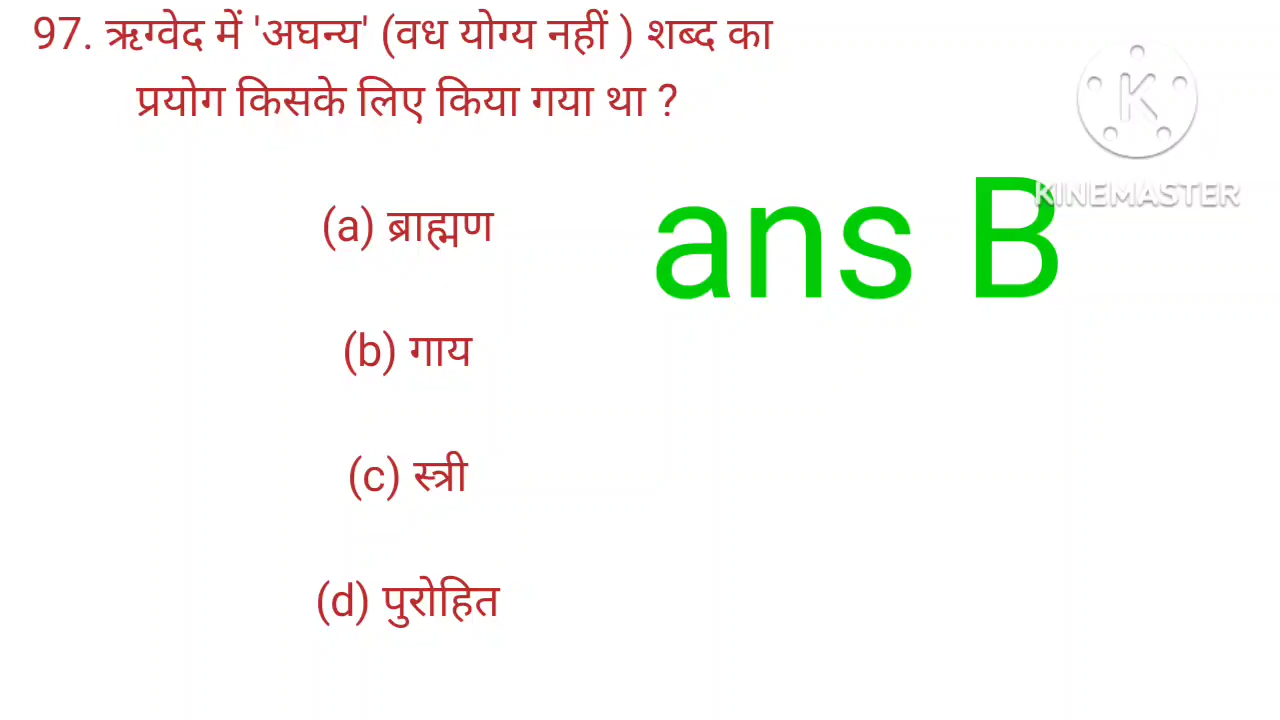 97. ऋग्वेद में 'अघन्य' (वध योग्य नहीं ) शब्द का
प्रयोग किसके लिए किया गया था ?
K
KINEMASTER
(a) ब्राह्मण
ans B
(b) गाय
(c) स्त्री
(d) पुरोहित